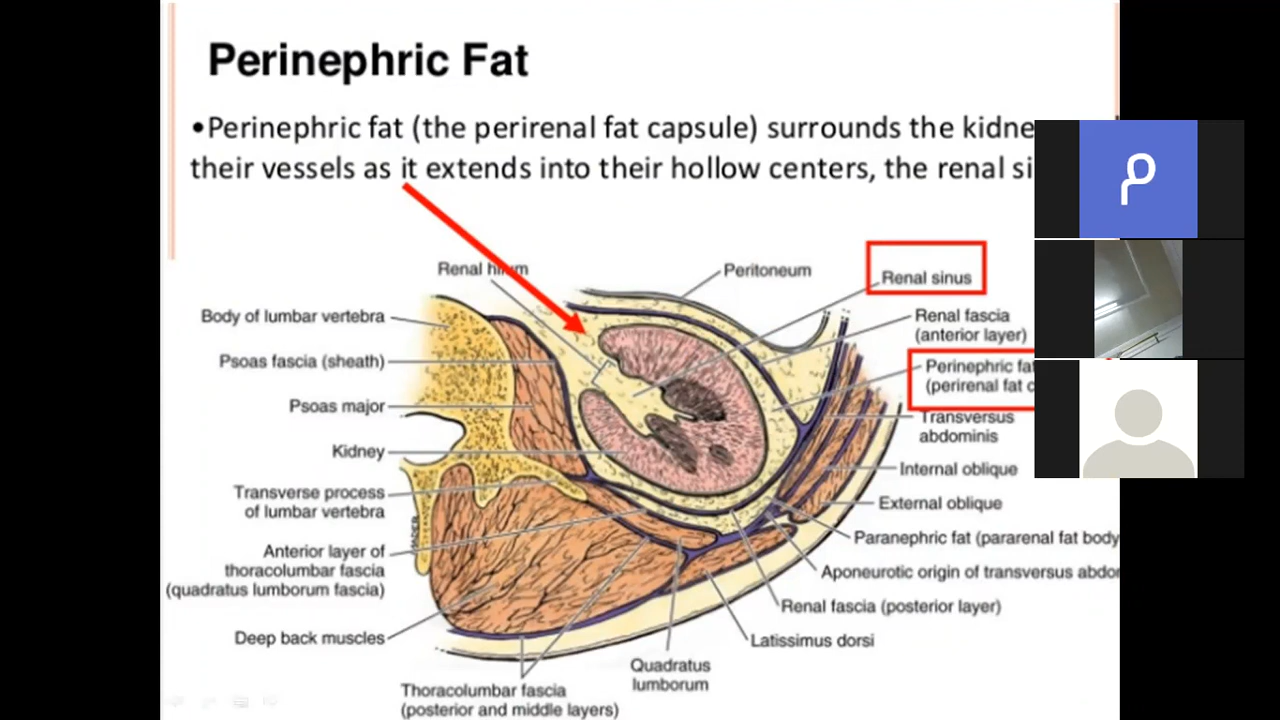 Perinephric Fat
•Perinephric fat (the perirenal fat capsule) surrounds the
their vessels as it extends into their hollow centers, the renal
Renal hilum
Peritoneum
Renal sinus
Body of lumbar vertebra
Renal fascia
(anterior layer)
Psoas fascia (sheath)
Perinephric
(perirenal fat
Psoas major
Transversus
abdominis
Kidney
Internal oblique
Transverse process
of lumbar vertebra
External oblique
Paranephric fat (pararenal fat body
Anterior layer of
thoracolumbar fascia
(quadratus lumborum fascia)
Aponeurotic origin of transversus
Renal fascia (posterior layer)
Deep back muscles
Latissimus dorsi
Quadratus
lumborum
Thoracolumbar fascia
(posterior and middle layers)
م